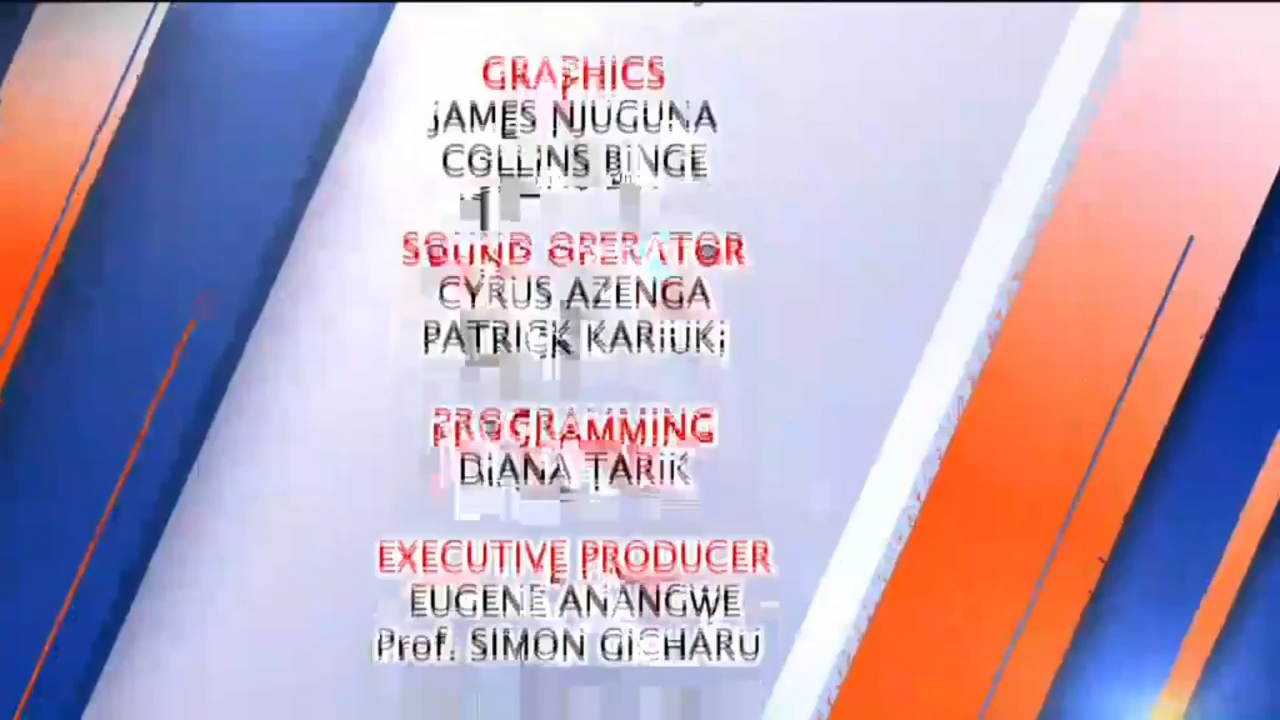 GRAPHICS
JAMES NJUGUNA
COLLINS BINGE
SOUND OPERATOR
CYRUS AZENGA
PATRICK KARIUKI
PROGRAMMING
DIANA TARIK
EXECUTIVE PRODUCER
EUGENE ANANGWE
Prof. SIMON GICHARU